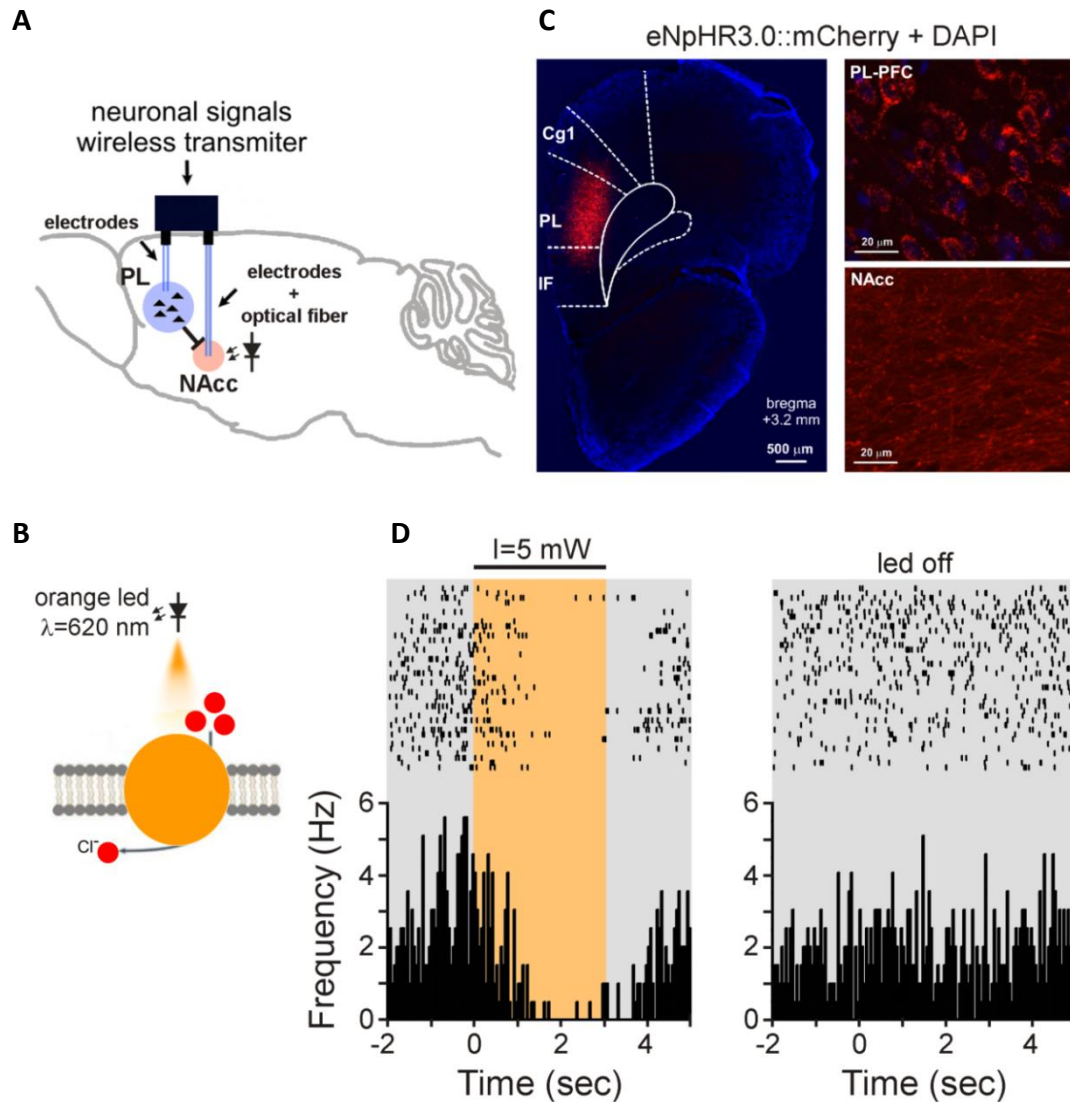 A
neuronal signals
wireless transmiter
electrodes
PL
electrodes
+
optical fiber
NAcc
B
orange led
λ=620 nm
Cl-
C
eNpHR3.0::mCherry + DAPI
Cg1
PL
IF
bregma
+3.2 mm
500 μm
PL-PFC
20 μm
NAcc
20 μm
D
I=5 mW
led off
Frequency (Hz)
6
4
2
0
-2 0 2 4
Time (sec)
6
4
2
0
-2 0 2 4
Time (sec)